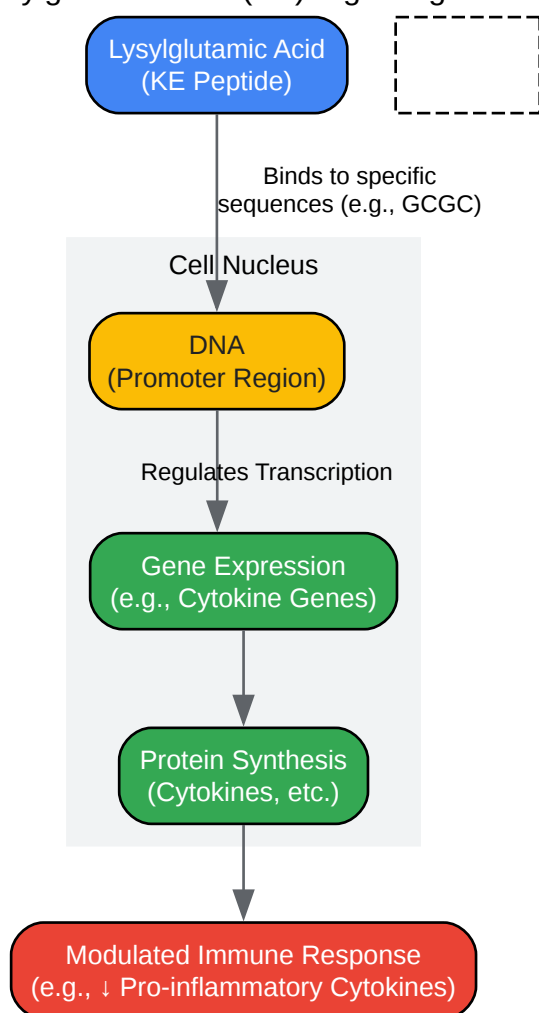 Lysylglutamic Acid
(KE Peptide)
Binds to specific
sequences (e.g., GCGC)
Cell Nucleus
DNA
(Promoter Region)
Regulates Transcription
Gene Expression
(e.g., Cytokine Genes)
Protein Synthesis
(Cytokines, etc.)
Modulated Immune Response
(e.g., ↓ Pro-inflammatory Cytokines)